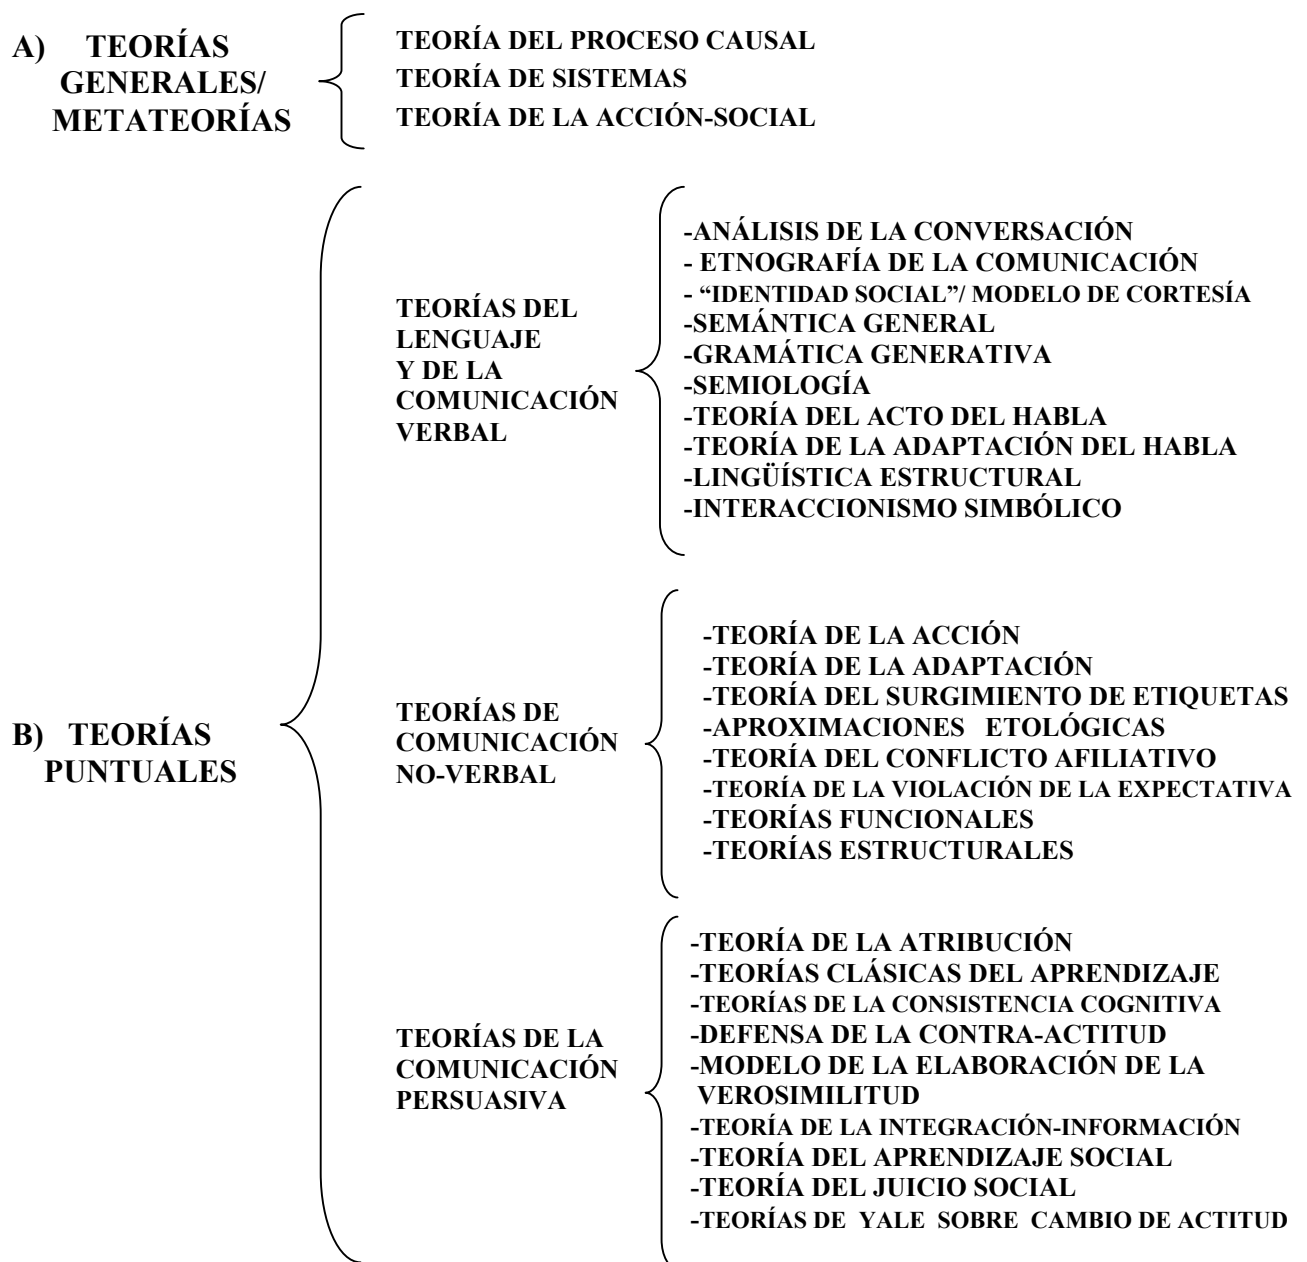 A) TEORÍAS
GENERALES/
METATEORÍAS
TEORÍA DEL PROCESO CAUSAL
TEORÍA DE SISTEMAS
TEORÍA DE LA ACCIÓN-SOCIAL
B) TEORÍAS
PUNTUALES
TEORÍAS DEL
LENGUAJE
Y DE LA
COMUNICACIÓN
VERBAL
-ANÁLISIS DE LA CONVERSACIÓN
- ETNOGRAFÍA DE LA COMUNICACIÓN
- “IDENTIDAD SOCIAL”/ MODELO DE CORTESÍA
-SEMÁNTICA GENERAL
-GRAMÁTICA GENERATIVA
-SEMIOLOGÍA
-TEORÍA DEL ACTO DEL HABLA
-TEORÍA DE LA ADAPTACIÓN DEL HABLA
-LINGÜÍSTICA ESTRUCTURAL
-INTERACCIONISMO SIMBÓLICO
TEORÍAS DE
COMUNICACIÓN
NO-VERBAL
-TEORÍA DE LA ACCIÓN
-TEORÍA DE LA ADAPTACIÓN
-TEORÍA DEL SURGIMIENTO DE ETIQUETAS
-APROXIMACIONES ETOLÓGICAS
-TEORÍA DEL CONFLICTO AFILIATIVO
-TEORÍA DE LA VIOLACIÓN DE LA EXPECTATIVA
-TEORÍAS FUNCIONALES
-TEORÍAS ESTRUCTURALES
TEORÍAS DE LA
COMUNICACIÓN
PERSUASIVA
-TEORÍA DE LA ATRIBUCIÓN
-TEORÍAS CLÁSICAS DEL APRENDIZAJE
-TEORÍAS DE LA CONSISTENCIA COGNITIVA
-DEFENSA DE LA CONTRA-ACTITUD
-MODELO DE LA ELABORACIÓN DE LA
VEROSIMILITUD
-TEORÍA DE LA INTEGRACIÓN-INFORMACIÓN
-TEORÍA DEL APRENDIZAJE SOCIAL
-TEORÍA DEL JUICIO SOCIAL
-TEORÍAS DE YALE SOBRE CAMBIO DE ACTITUD